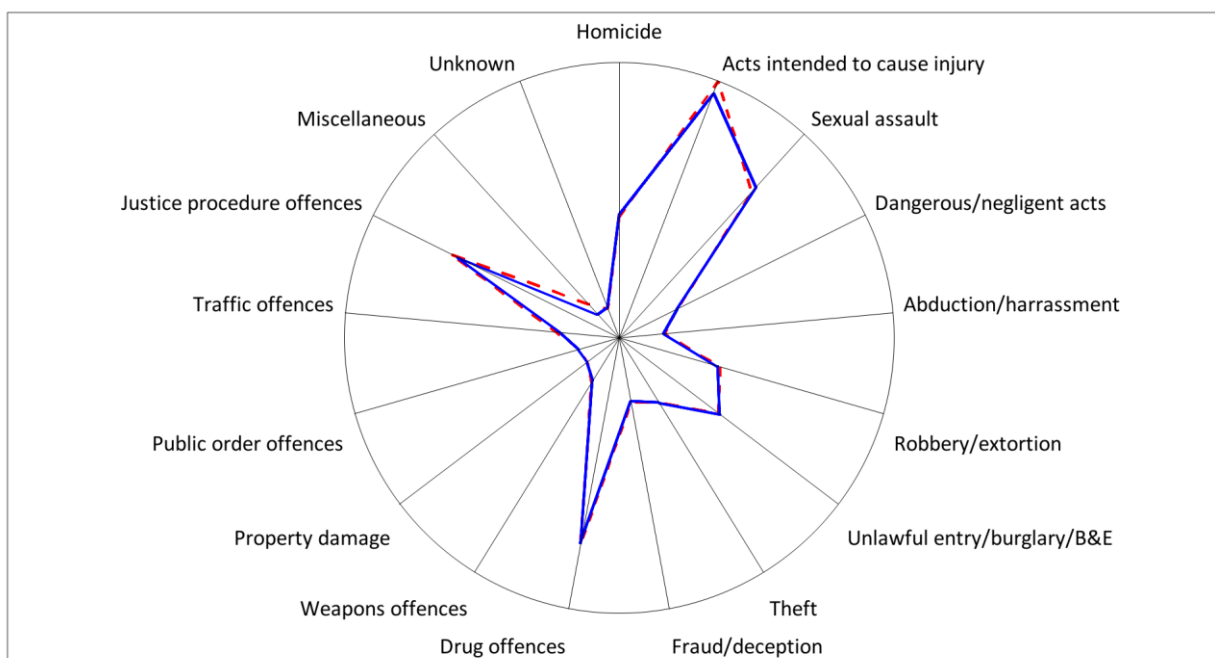 Homicide
Unknown
Acts intended to cause injury
Miscellaneous
Sexual assault
Justice procedure offences
Dangerous/negligent acts
Traffic offences
Abduction/harrassment
Public order offences
Robbery/extortion
Property damage
Unlawful entry/burglary/B&E
Weapons offences
Theft
Drug offences
Fraud/deception